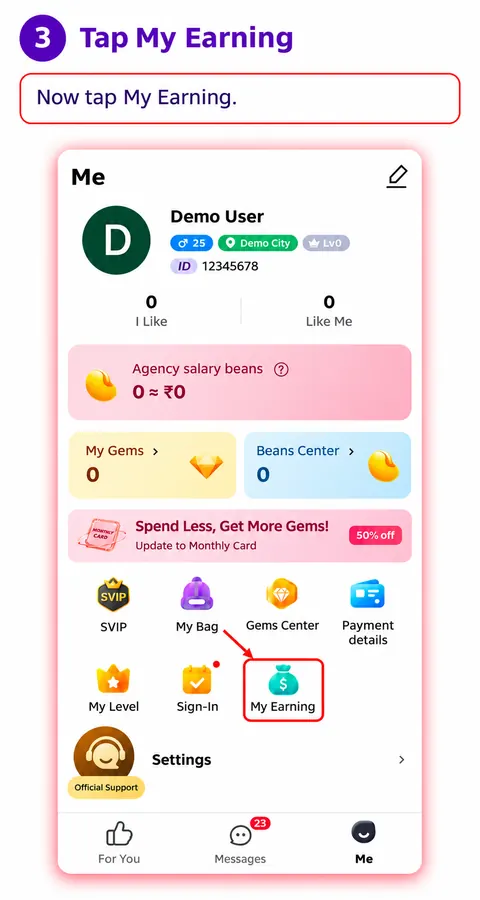 3 Tap My Earning
Now tap My Earning.
Me
D
Demo User
♂ 25 Demo City Lv0
ID 12345678
0 0
I Like Like Me
Agency salary beans ?
0 ≈ ₹0
My Gems > Beans Center >
0 0
MONTHLY CARD
Spend Less, Get More Gems!
Update to Monthly Card
50% off
SVIP
SVIP My Bag Gems Center Payment details
$
My Level Sign-In My Earning
Settings >
Official Support
23
For You Messages Me